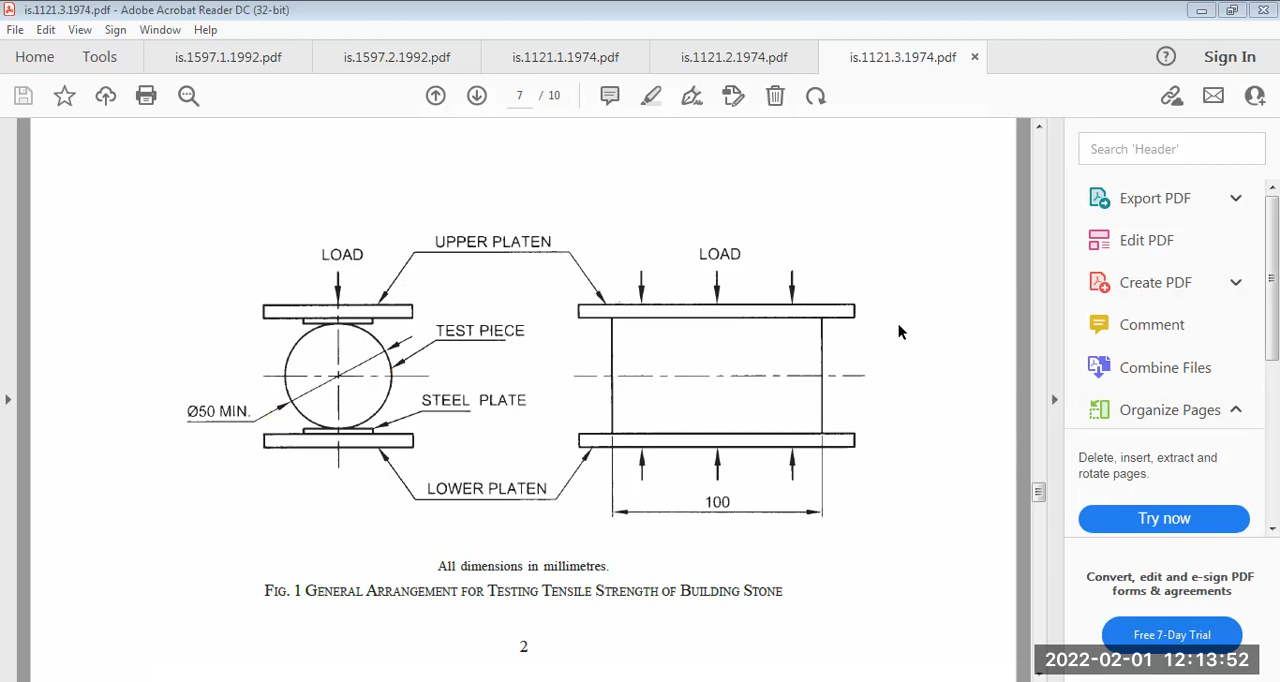 is.1121.3.1974.pdf - Adobe Acrobat Reader DC (32-bit)
File Edit View Sign Window Help
Home Tools is.1597.1.1992.pdf is.1597.2.1992.pdf is.1121.1.1974.pdf is.1121.2.1974.pdf is.1121.3.1974.pdf × ? Sign In
7 / 10
Search 'Header'
Export PDF
Edit PDF
Create PDF
Comment
Combine Files
Organize Pages
Delete, insert, extract and
rotate pages.
Try now
Convert, edit and e-sign PDF
forms & agreements
Free 7-Day Trial
UPPER PLATEN
LOAD
LOAD
TEST PIECE
STEEL PLATE
Ø50 MIN.
LOWER PLATEN
100
All dimensions in millimetres.
FIG. 1 GENERAL ARRANGEMENT FOR TESTING TENSILE STRENGTH OF BUILDING STONE
2
2022-02-01 12:13:52